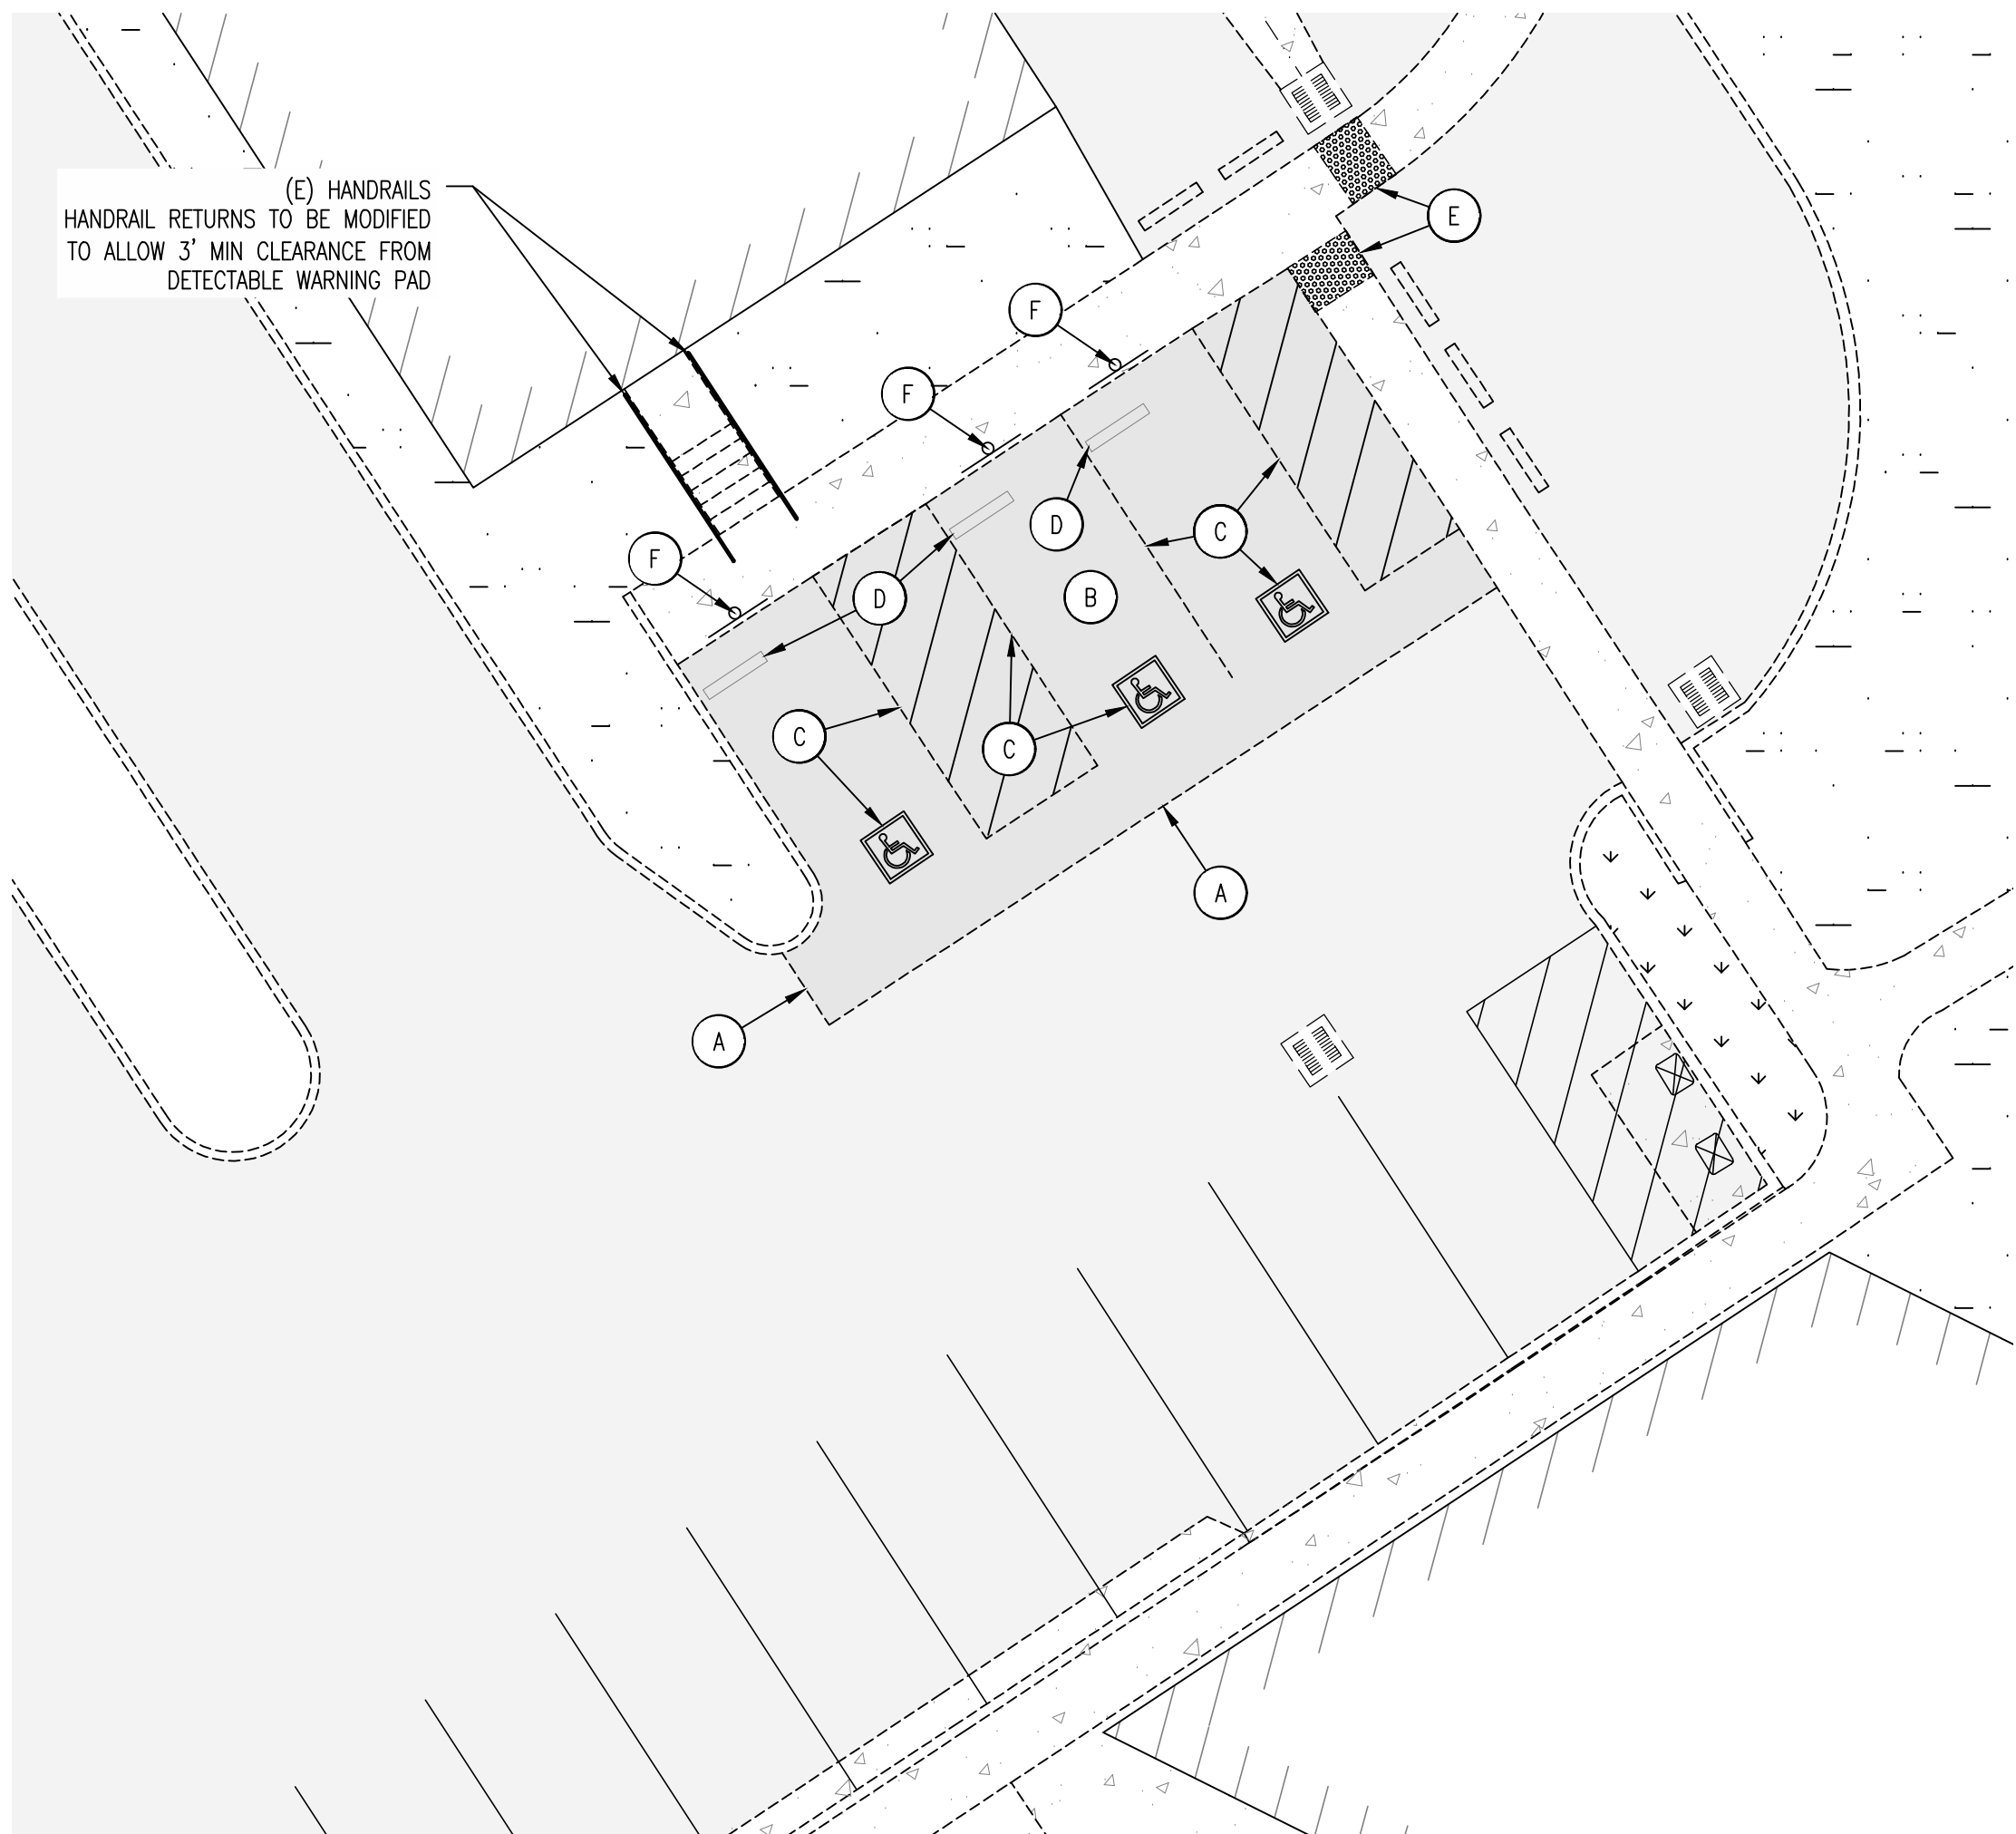 (E) HANDRAILS
HANDRAIL RETURNS TO BE MODIFIED
TO ALLOW 3' MIN CLEARANCE FROM
DETECTABLE WARNING PAD
E
F
F
D
C
F
D
B
C
C
A
A